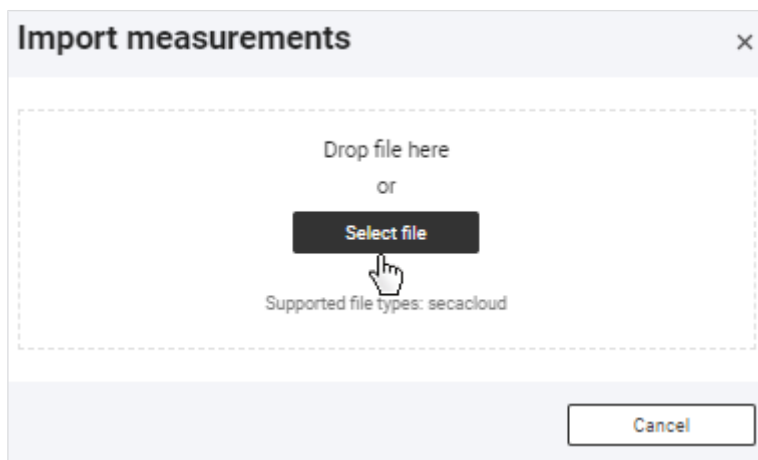 Import measurements
Drop file here
or
Select file
Supported file types: secacloud
Cancel